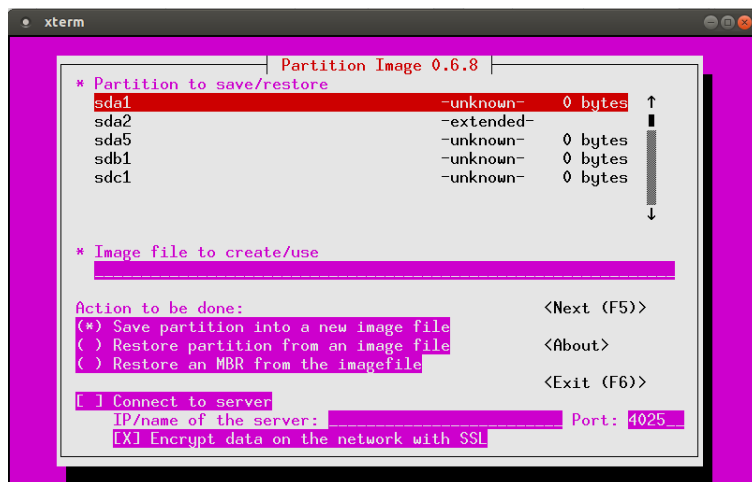 xterm
Partition Image 0.6.8
* Partition to save/restore
sda1 -unknown- 0 bytes ↑
sda2 -extended-
sda5 -unknown- 0 bytes
sdb1 -unknown- 0 bytes
sdc1 -unknown- 0 bytes
↓
* Image file to create/use
Action to be done: <Next (F5)>
(*) Save partition into a new image file
( ) Restore partition from an image file <About>
( ) Restore an MBR from the imagefile
<Exit (F6)>
[ ] Connect to server
IP/name of the server: __________________________ Port: 4025__
[X] Encrypt data on the network with SSL